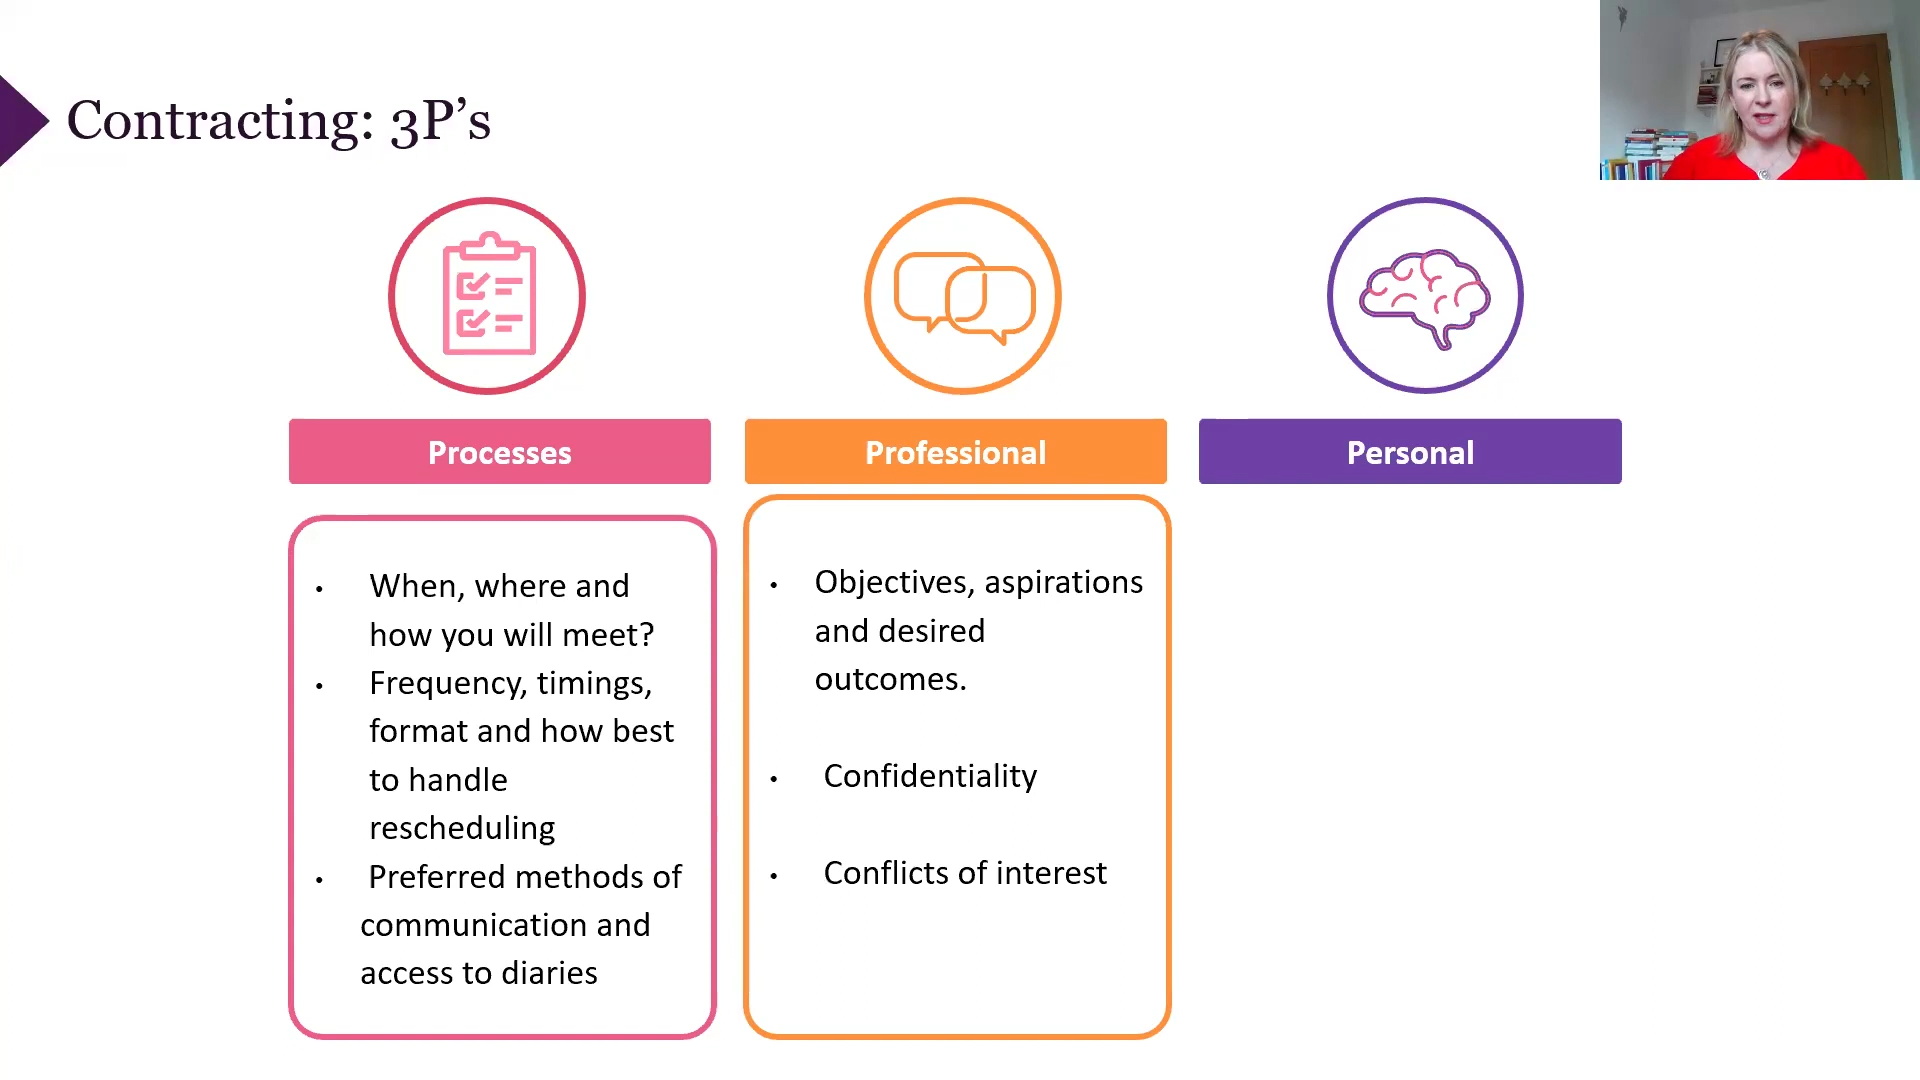 Contracting: 3P’s
Processes
Professional
Personal
• When, where and
how you will meet?
• Frequency, timings,
format and how best
to handle
rescheduling
• Preferred methods of
communication and
access to diaries
• Objectives, aspirations
and desired
outcomes.
• Confidentiality
• Conflicts of interest